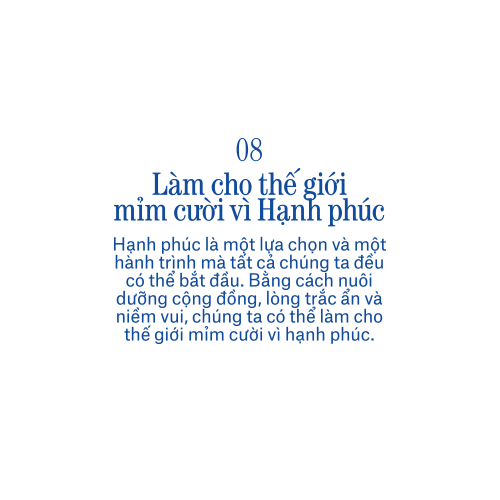 08
Làm cho thế giới
mỉm cười vì Hạnh phúc
Hạnh phúc là một lựa chọn và một
hành trình mà tất cả chúng ta đều
có thể bắt đầu. Bằng cách nuôi
dưỡng cộng đồng, lòng trắc ẩn và
niềm vui, chúng ta có thể làm cho
thế giới mỉm cười vì hạnh phúc.